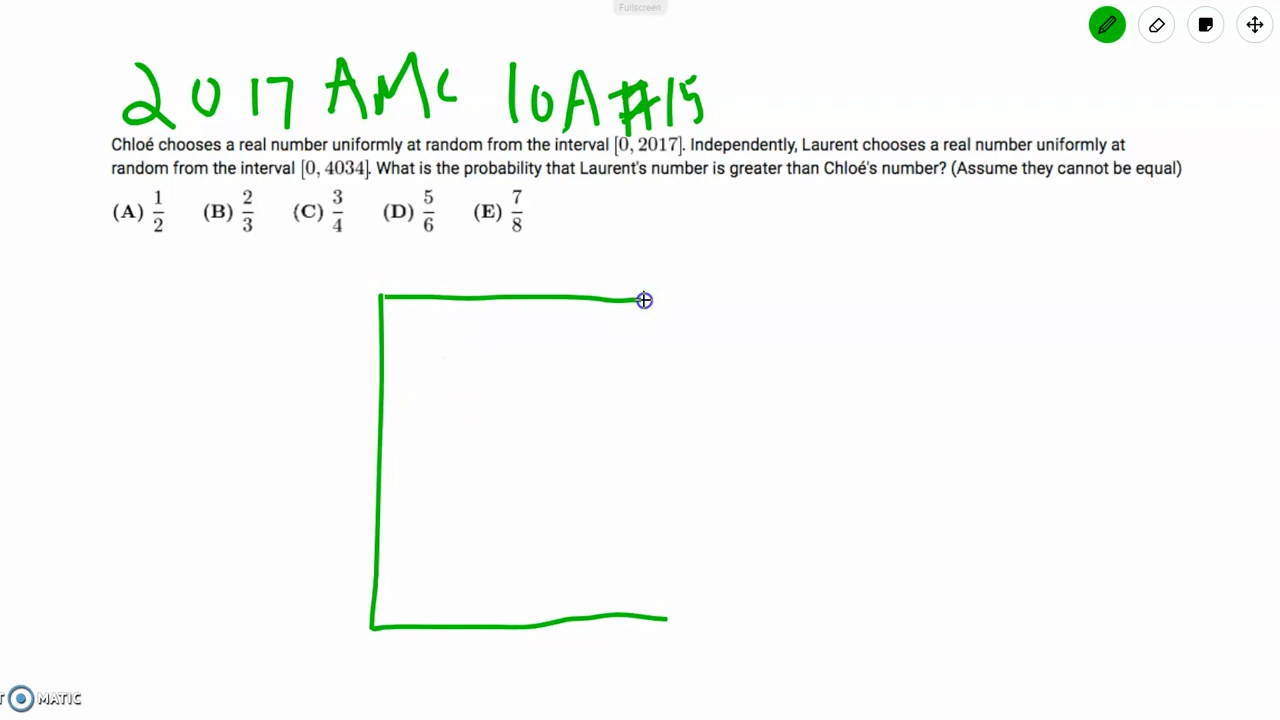 Fullscreen
2017 AMC 10A #15
Chloé chooses a real number uniformly at random from the interval [0, 2017]. Independently, Laurent chooses a real number uniformly at
random from the interval [0, 4034]. What is the probability that Laurent's number is greater than Chloé's number? (Assume they cannot be equal)
(A) 1/2 (B) 2/3 (C) 3/4 (D) 5/6 (E) 7/8
MATIC